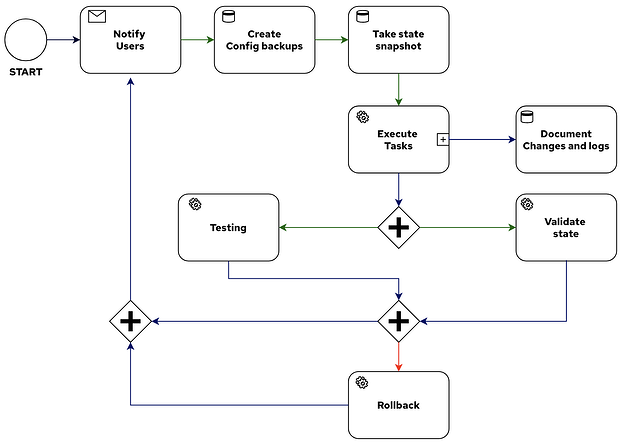 Notify
Users
Create
Config backups
Take state
snapshot
START
Execute
Tasks
Document
Changes and logs
Testing
Validate
state
Rollback